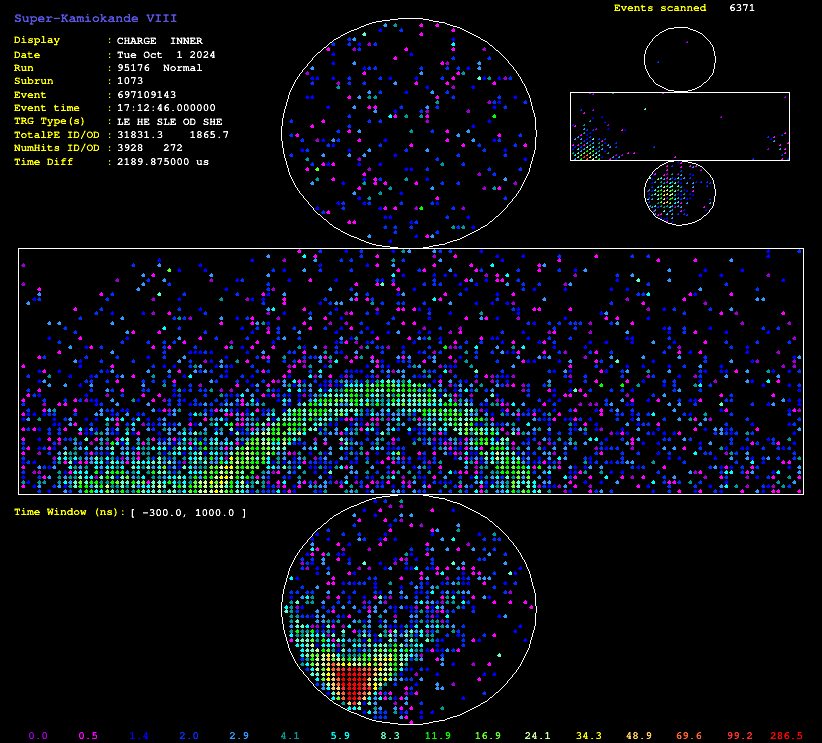 Super-Kamiokande VIII
Events scanned 6371
Display : CHARGE INNER
Date : Tue Oct 1 2024
Run : 95176 Normal
Subrun : 1073
Event : 697109143
Event time : 17:12:46.000000
TRG Type(s) : LE HE SLE OD SHE
TotalPE ID/OD : 31831.3 1865.7
NumHits ID/OD : 3928 272
Time Diff : 2189.875000 us
Time Window (ns): [ -300.0, 1000.0 ]
0.0 0.5 1.4 2.0 2.9 4.1 5.9 8.3 11.9 16.9 24.1 34.3 48.9 69.6 99.2 286.5